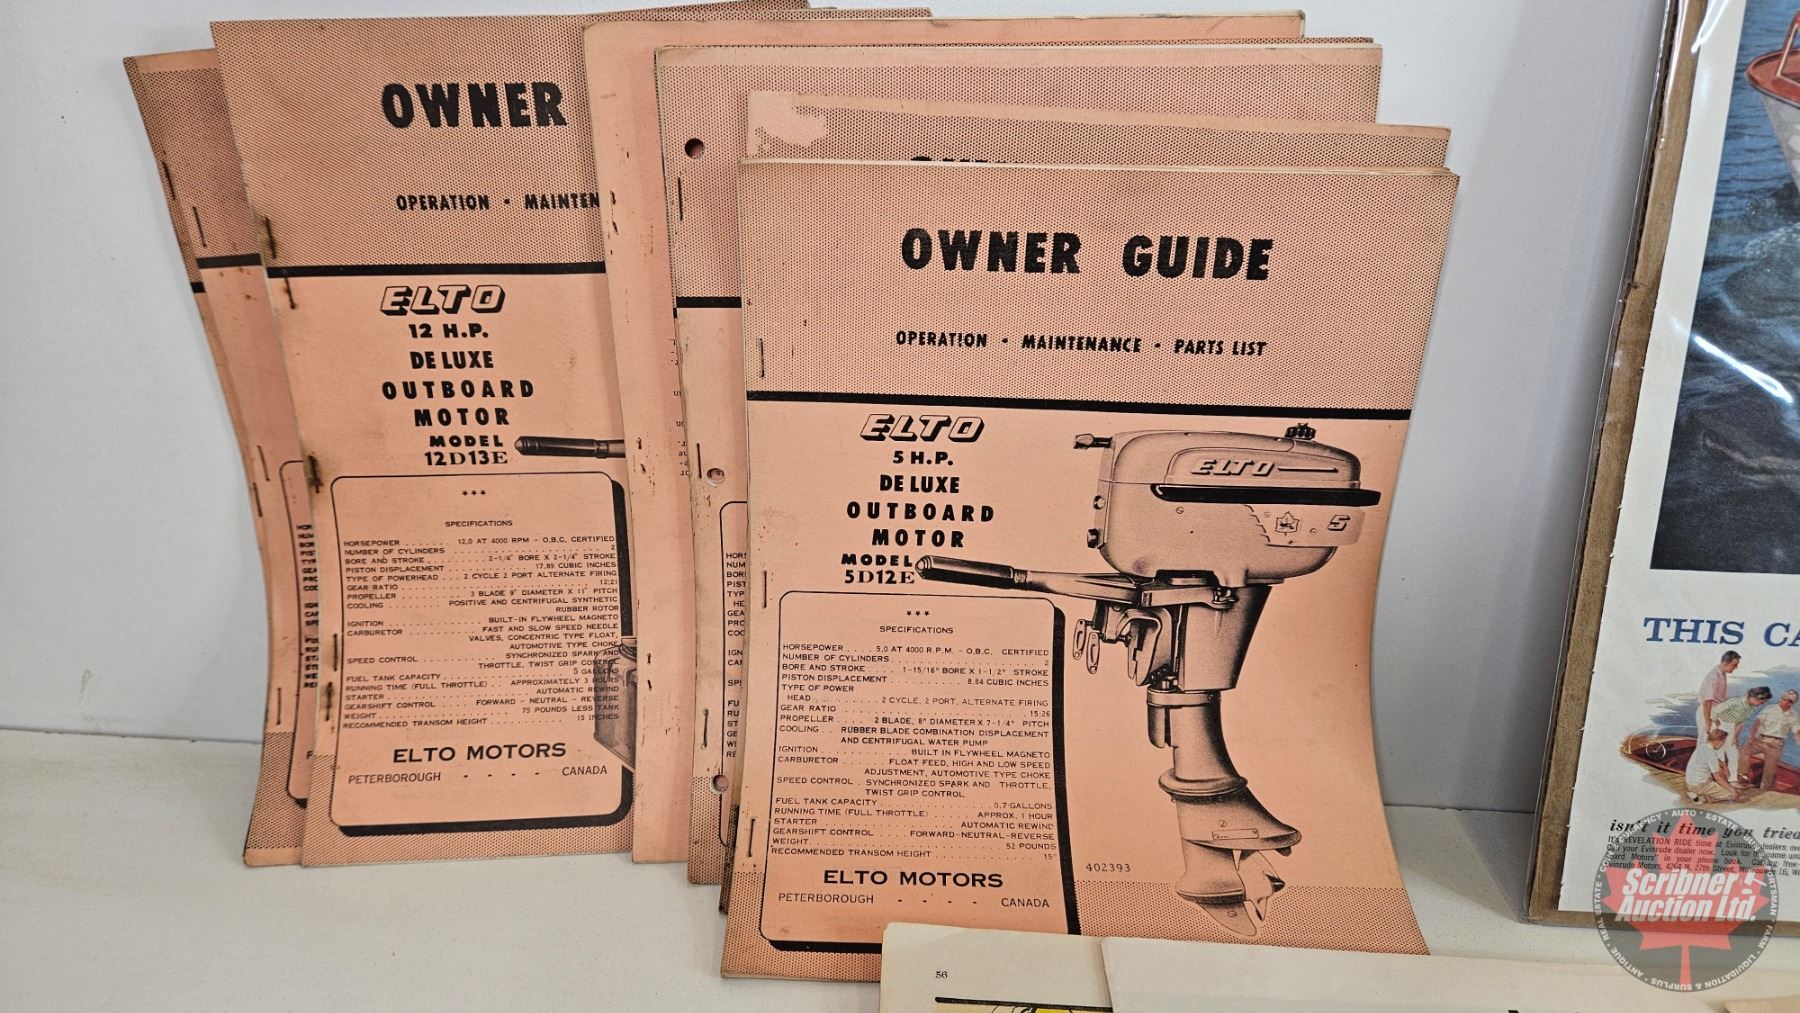 OWNER
OPERATION • MAINTEN
ELTO
12 H.P.
DE LUXE
OUTBOARD
MOTOR
MODEL
12D13E
***
SPECIFICATIONS
HORSEPOWER . . . . . . . . 12.0 AT 4000 RPM - O.B.C. CERTIFIED
NUMBER OF CYLINDERS . . . . . . . . 2
BORE AND STROKE . . . . . . . . 2-1/4" BORE X 2-1/4" STROKE
PISTON DISPLACEMENT . . . . . . . . 17.89 CUBIC INCHES
TYPE OF POWERHEAD . . 2 CYCLE 2 PORT ALTERNATE FIRING
GEAR RATIO . . . . . . . . 12:21
PROPELLER . . . . . . . . 3 BLADE 9" DIAMETER X 11" PITCH
COOLING . . . . . . . . POSITIVE AND CENTRIFUGAL SYNTHETIC
RUBBER ROTOR
IGNITION . . . . . . . . BUILT-IN FLYWHEEL MAGNETO
CARBURETOR . . . . . . . . FAST AND SLOW SPEED NEEDLE
VALVES, CONCENTRIC TYPE FLOAT,
AUTOMOTIVE TYPE CHOKE
SPEED CONTROL . . . . . . . . SYNCHRONIZED SPARK AND
THROTTLE, TWIST GRIP CONTROL
FUEL TANK CAPACITY . . . . . . . . 5 GALLONS
RUNNING TIME (FULL THROTTLE) . . . APPROXIMATELY 3 HOURS
STARTER . . . . . . . . AUTOMATIC REWIND
GEARSHIFT CONTROL . . . . FORWARD - NEUTRAL - REVERSE
WEIGHT . . . . . . . . 75 POUNDS LESS TANK
RECOMMENDED TRANSOM HEIGHT . . . . . . . . 15 INCHES
ELTO MOTORS
PETERBOROUGH - - - - CANADA
OWNER GUIDE
OPERATION • MAINTENANCE • PARTS LIST
ELTO
5 H.P.
DE LUXE
OUTBOARD
MOTOR
MODEL
5D12E
ELTO
5
***
SPECIFICATIONS
HORSEPOWER . . . . 5.0 AT 4000 R.P.M. - O.B.C. CERTIFIED
NUMBER OF CYLINDERS . . . . . . . . 2
BORE AND STROKE . . . . 1-15/16" BORE X 1-1/2" STROKE
PISTON DISPLACEMENT . . . . . . . . 8.84 CUBIC INCHES
TYPE OF POWER
HEAD . . . . . . 2 CYCLE, 2 PORT, ALTERNATE FIRING
GEAR RATIO . . . . . . . . 15:26
PROPELLER . . . . 2 BLADE, 8" DIAMETER X 7-1/4" PITCH
COOLING . . RUBBER BLADE COMBINATION DISPLACEMENT
AND CENTRIFUGAL WATER PUMP
IGNITION . . . . . . . . BUILT IN FLYWHEEL MAGNETO
CARBURETOR . . . . FLOAT FEED, HIGH AND LOW SPEED
ADJUSTMENT, AUTOMOTIVE TYPE CHOKE
SPEED CONTROL . SYNCHRONIZED SPARK AND THROTTLE,
TWIST GRIP CONTROL
FUEL TANK CAPACITY . . . . . . . . 0.7 GALLONS
RUNNING TIME (FULL THROTTLE) . . . . . . APPROX. 1 HOUR
STARTER . . . . . . . . AUTOMATIC REWIND
GEARSHIFT CONTROL . . . . FORWARD-NEUTRAL-REVERSE
WEIGHT . . . . . . . . 52 POUNDS
RECOMMENDED TRANSOM HEIGHT . . . . . . . . 15"
402393
ELTO MOTORS
PETERBOROUGH - - - - CANADA
56
THIS CA
isn't it time you tried
Scribner
Auction Ltd.